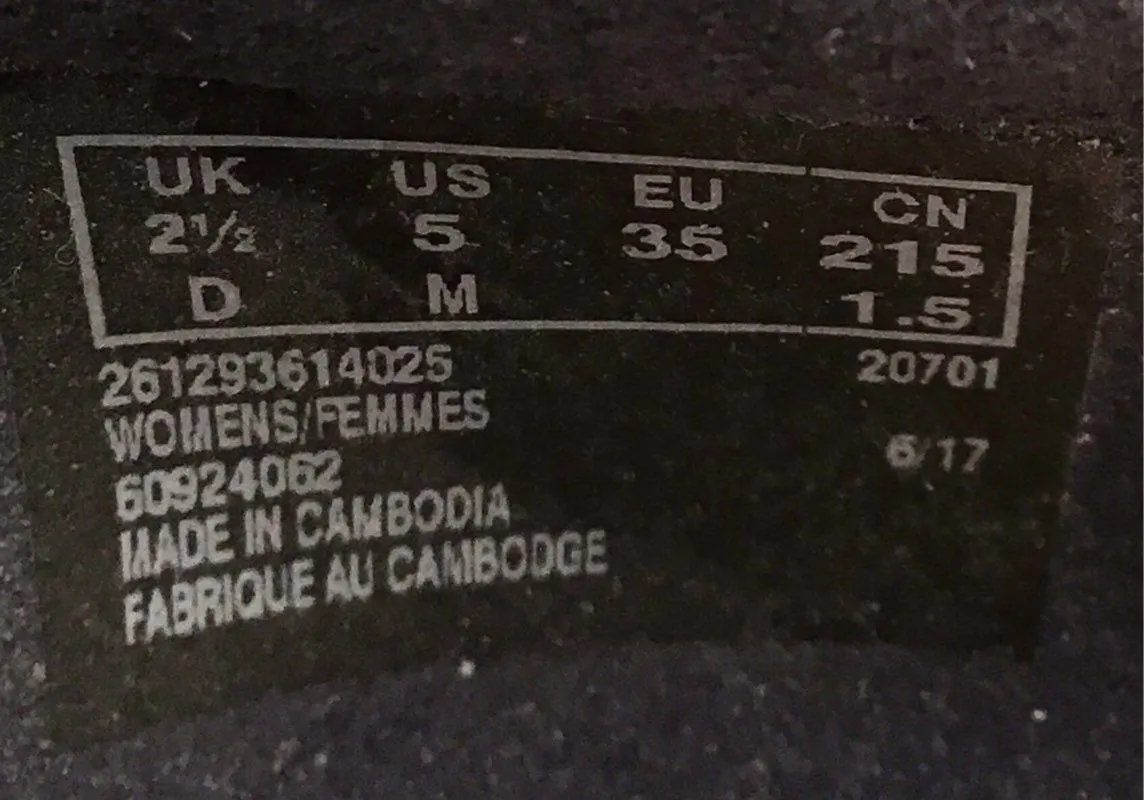 UK US EU CN
2½ 5 35 215
D M 1.5
261293614025 20701
WOMENS/FEMMES
60924062 6/17
MADE IN CAMBODIA
FABRIQUE AU CAMBODGE